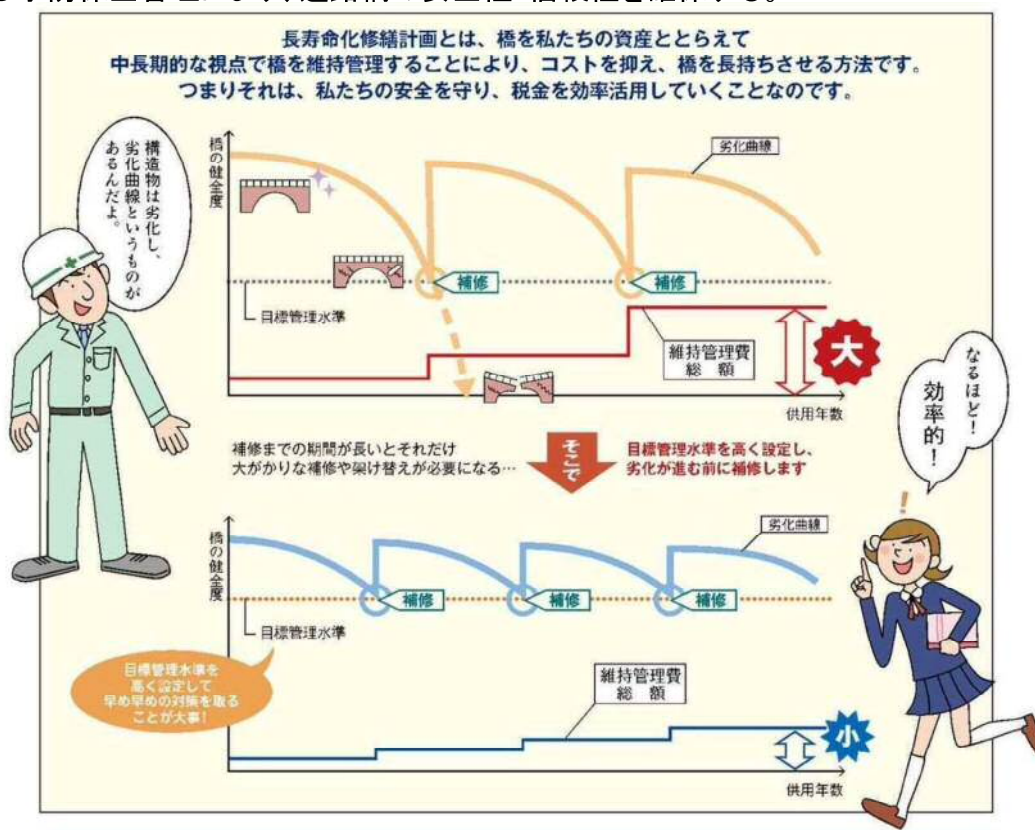 長寿命化修繕計画とは、橋を私たちの資産ととらえて
中長期的な視点で橋を維持管理することにより、コストを抑え、橋を長持ちさせる方法です。
つまりそれは、私たちの安全を守り、税金を効率活用していくことなのです。
構造物は劣化し、
劣化曲線というものが
あるんだよ。
橋の健全度
劣化曲線
補修
補修
目標管理水準
維持管理費
総額
大
供用年数
なるほど!
効率的!
補修までの期間が長いとそれだけ
大がかりな補修や架け替えが必要になる…
そこで
目標管理水準を高く設定し、
劣化が進む前に補修します
!
橋の健全度
劣化曲線
補修
補修
補修
目標管理水準
目標管理水準を
高く設定して
早め早めの対策を取る
ことが大事!
維持管理費
総額
小
供用年数